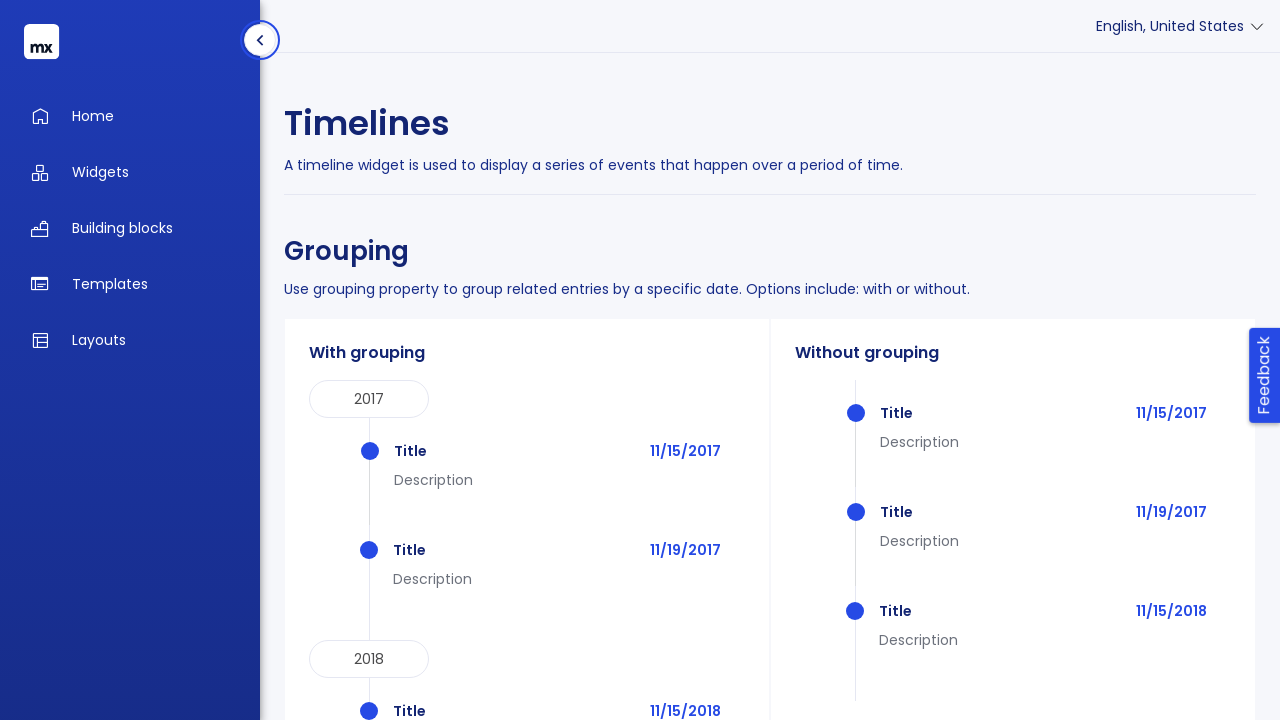 mx
English, United States
Home
Widgets
Building blocks
Templates
Layouts
Timelines
A timeline widget is used to display a series of events that happen over a period of time.
Grouping
Use grouping property to group related entries by a specific date. Options include: with or without.
With grouping
2017
Title 11/15/2017
Description
Title 11/19/2017
Description
2018
Title 11/15/2018
Without grouping
Title 11/15/2017
Description
Title 11/19/2017
Description
Title 11/15/2018
Description
Feedback